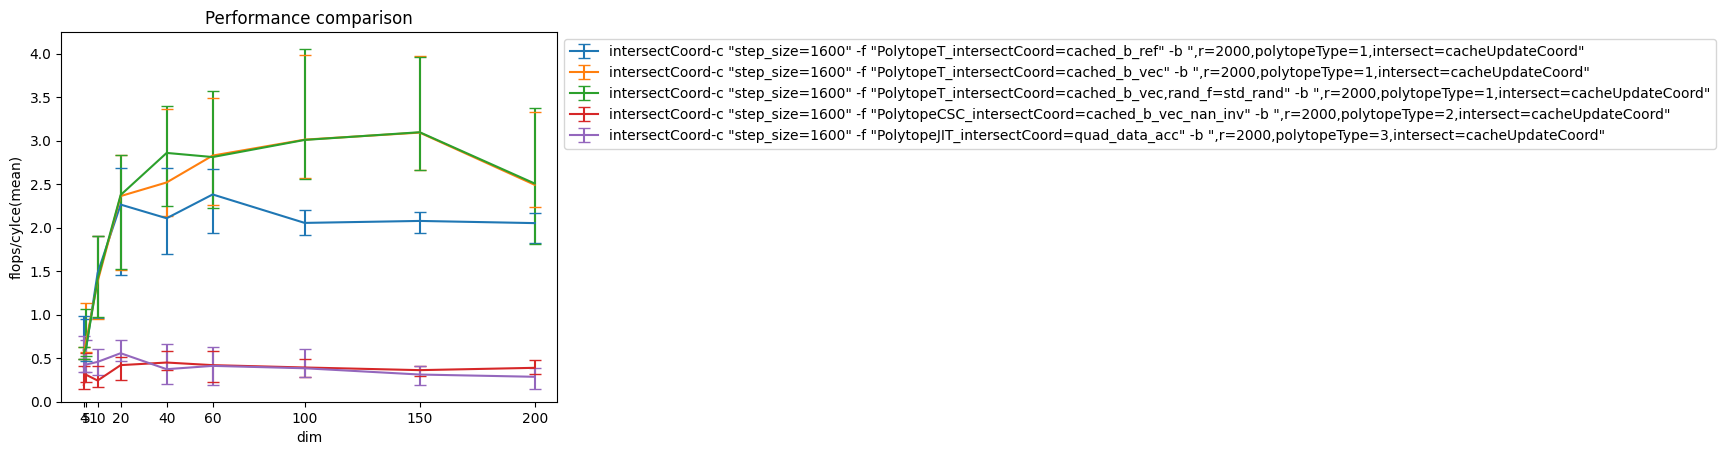 Performance comparison
intersectCoord-c "step_size=1600" -f "PolytopeT_intersectCoord=cached_b_ref" -b ",r=2000,polytopeType=1,intersect=cacheUpdateCoord"
intersectCoord-c "step_size=1600" -f "PolytopeT_intersectCoord=cached_b_vec" -b ",r=2000,polytopeType=1,intersect=cacheUpdateCoord"
intersectCoord-c "step_size=1600" -f "PolytopeT_intersectCoord=cached_b_vec,rand_f=std_rand" -b ",r=2000,polytopeType=1,intersect=cacheUpdateCoord"
intersectCoord-c "step_size=1600" -f "PolytopeCSC_intersectCoord=cached_b_vec_nan_inv" -b ",r=2000,polytopeType=2,intersect=cacheUpdateCoord"
intersectCoord-c "step_size=1600" -f "PolytopeJIT_intersectCoord=quad_data_acc" -b ",r=2000,polytopeType=3,intersect=cacheUpdateCoord"
flops/cylce(mean)
4.0
3.5
3.0
2.5
2.0
1.5
1.0
0.5
0.0
4 5 10 20 40 60 100 150 200
dim